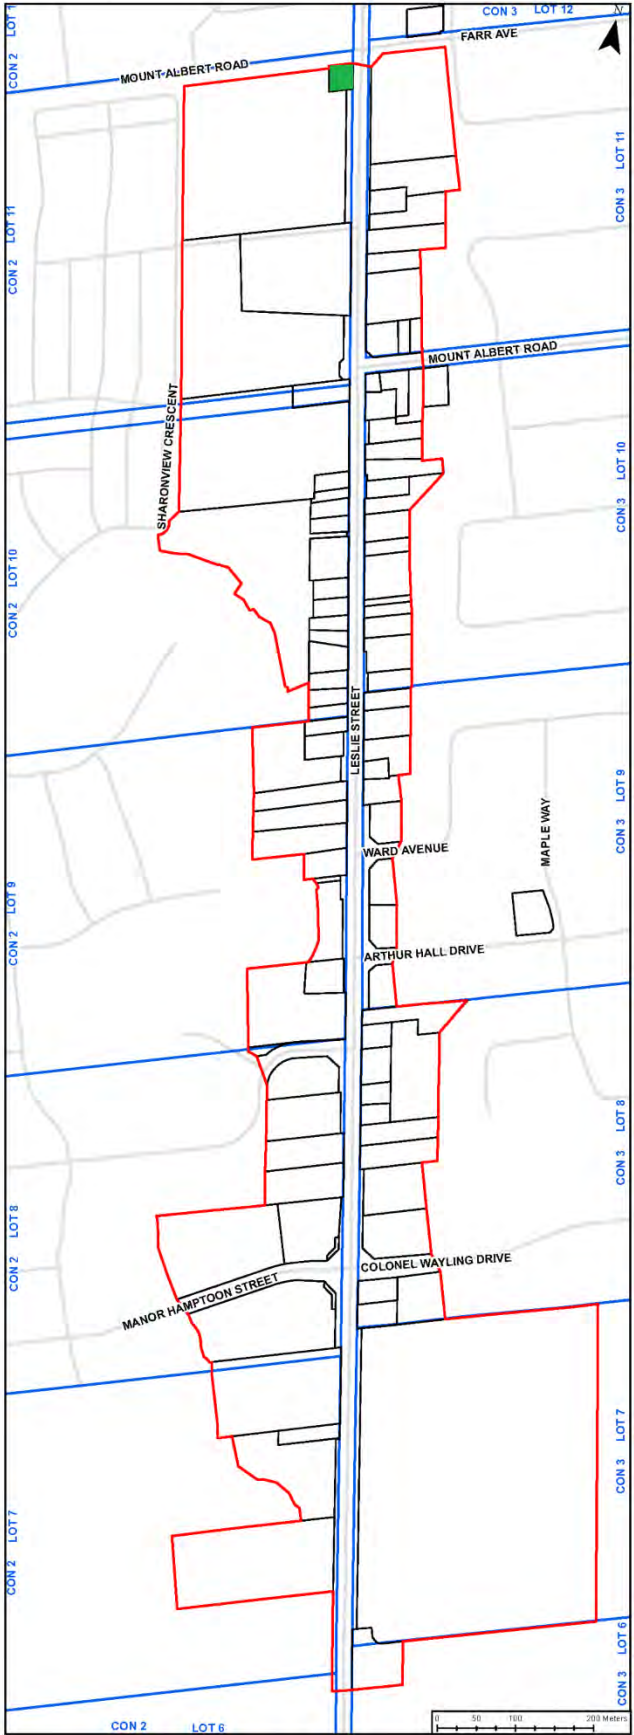 CON 3 LOT 12
N
FARR AVE
CON 2 LOT 1
MOUNT ALBERT ROAD
CON 3 LOT 11
CON 2 LOT 11
MOUNT ALBERT ROAD
SHARONVIEW CRESCENT
CON 3 LOT 10
CON 2 LOT 10
LESLIE STREET
CON 3 LOT 9
MAPLE WAY
WARD AVENUE
CON 2 LOT 9
ARTHUR HALL DRIVE
CON 3 LOT 8
CON 2 LOT 8
COLONEL WAYLING DRIVE
MANOR HAMPTOON STREET
CON 3 LOT 7
CON 2 LOT 7
CON 3 LOT 6
CON 2 LOT 6
0 50 100 200 Meters